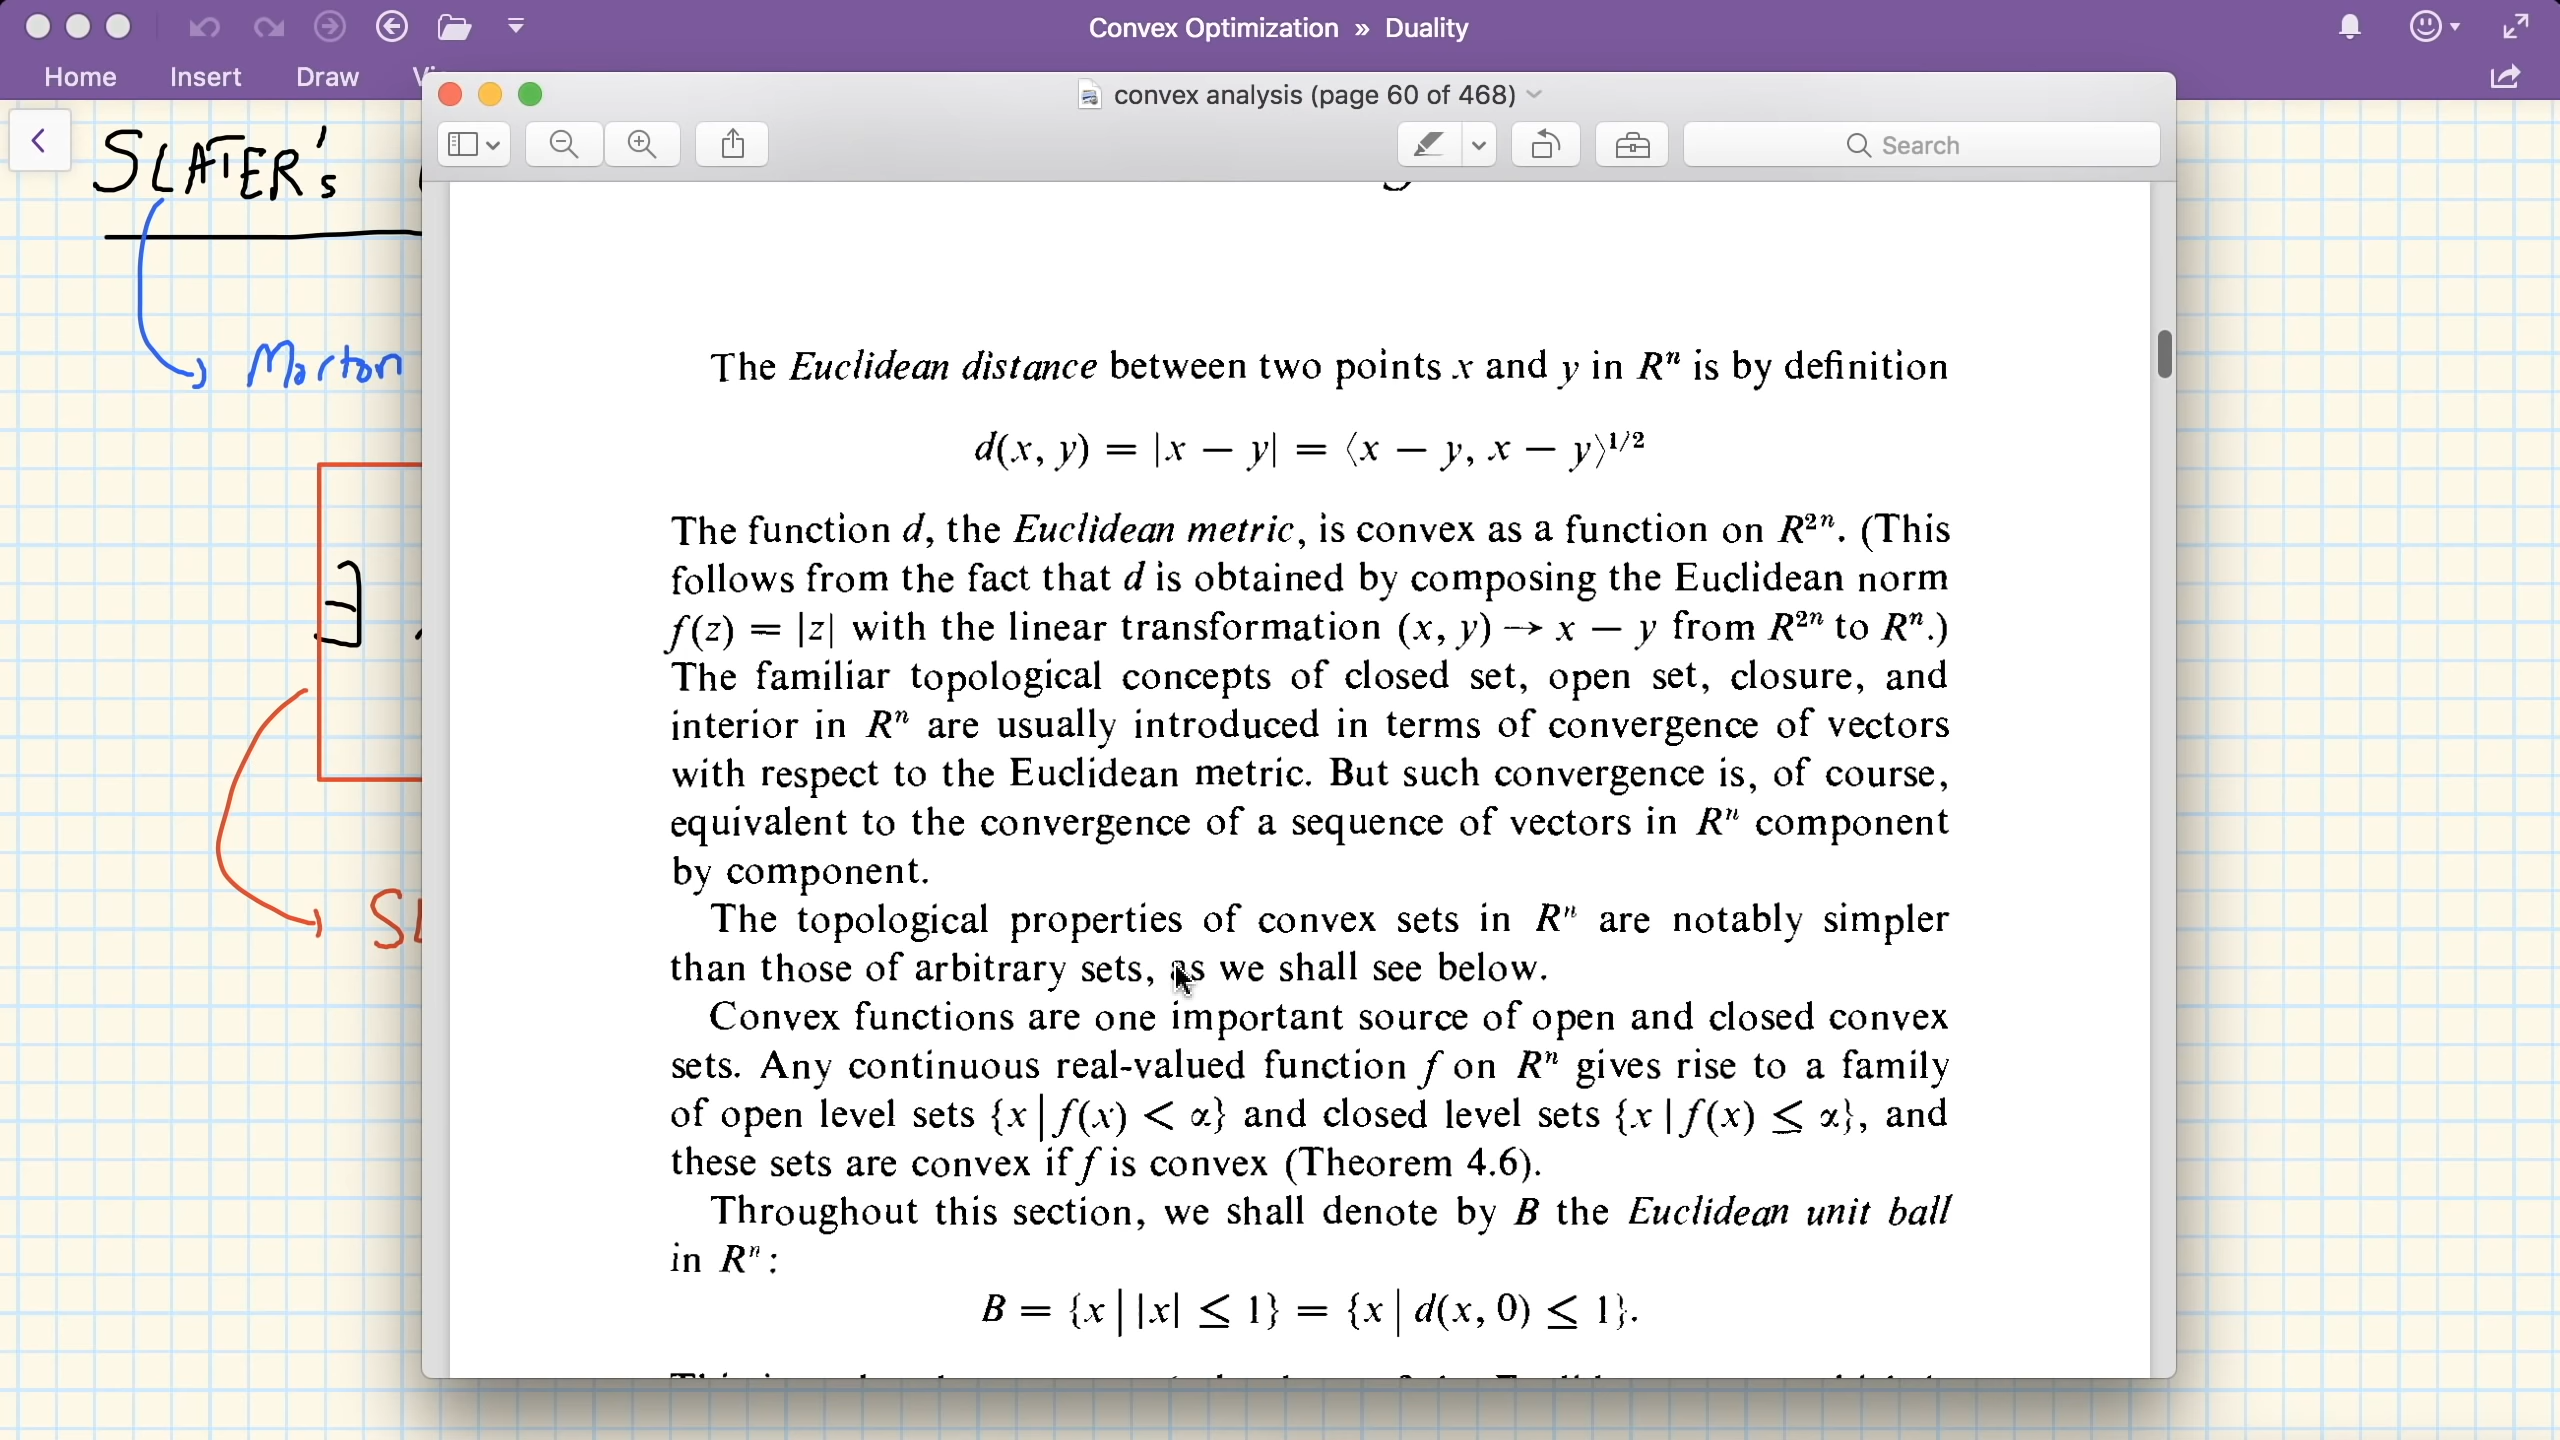 Convex Optimization » Duality
Home Insert Draw
convex analysis (page 60 of 468)
Search
SLATER's
Morton
∃
The Euclidean distance between two points x and y in Rⁿ is by definition
d(x, y) = |x − y| = ⟨x − y, x − y⟩¹/²
The function d, the Euclidean metric, is convex as a function on R²ⁿ. (This
follows from the fact that d is obtained by composing the Euclidean norm
f(z) = |z| with the linear transformation (x, y) → x − y from R²ⁿ to Rⁿ.)
The familiar topological concepts of closed set, open set, closure, and
interior in Rⁿ are usually introduced in terms of convergence of vectors
with respect to the Euclidean metric. But such convergence is, of course,
equivalent to the convergence of a sequence of vectors in Rⁿ component
by component.
The topological properties of convex sets in Rⁿ are notably simpler
than those of arbitrary sets, as we shall see below.
Convex functions are one important source of open and closed convex
sets. Any continuous real-valued function f on Rⁿ gives rise to a family
of open level sets {x | f(x) < α} and closed level sets {x | f(x) ≤ α}, and
these sets are convex if f is convex (Theorem 4.6).
Throughout this section, we shall denote by B the Euclidean unit ball
in Rⁿ:
B = {x | |x| ≤ 1} = {x | d(x, 0) ≤ 1}.